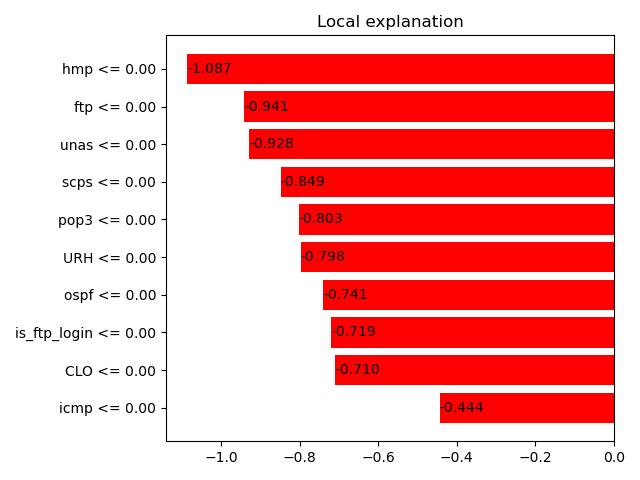 Local explanation
hmp <= 0.00
-1.087
ftp <= 0.00
-0.941
unas <= 0.00
-0.928
scps <= 0.00
-0.849
pop3 <= 0.00
-0.803
URH <= 0.00
-0.798
ospf <= 0.00
-0.741
is_ftp_login <= 0.00
-0.719
CLO <= 0.00
-0.710
icmp <= 0.00
-0.444
−1.0 −0.8 −0.6 −0.4 −0.2 0.0